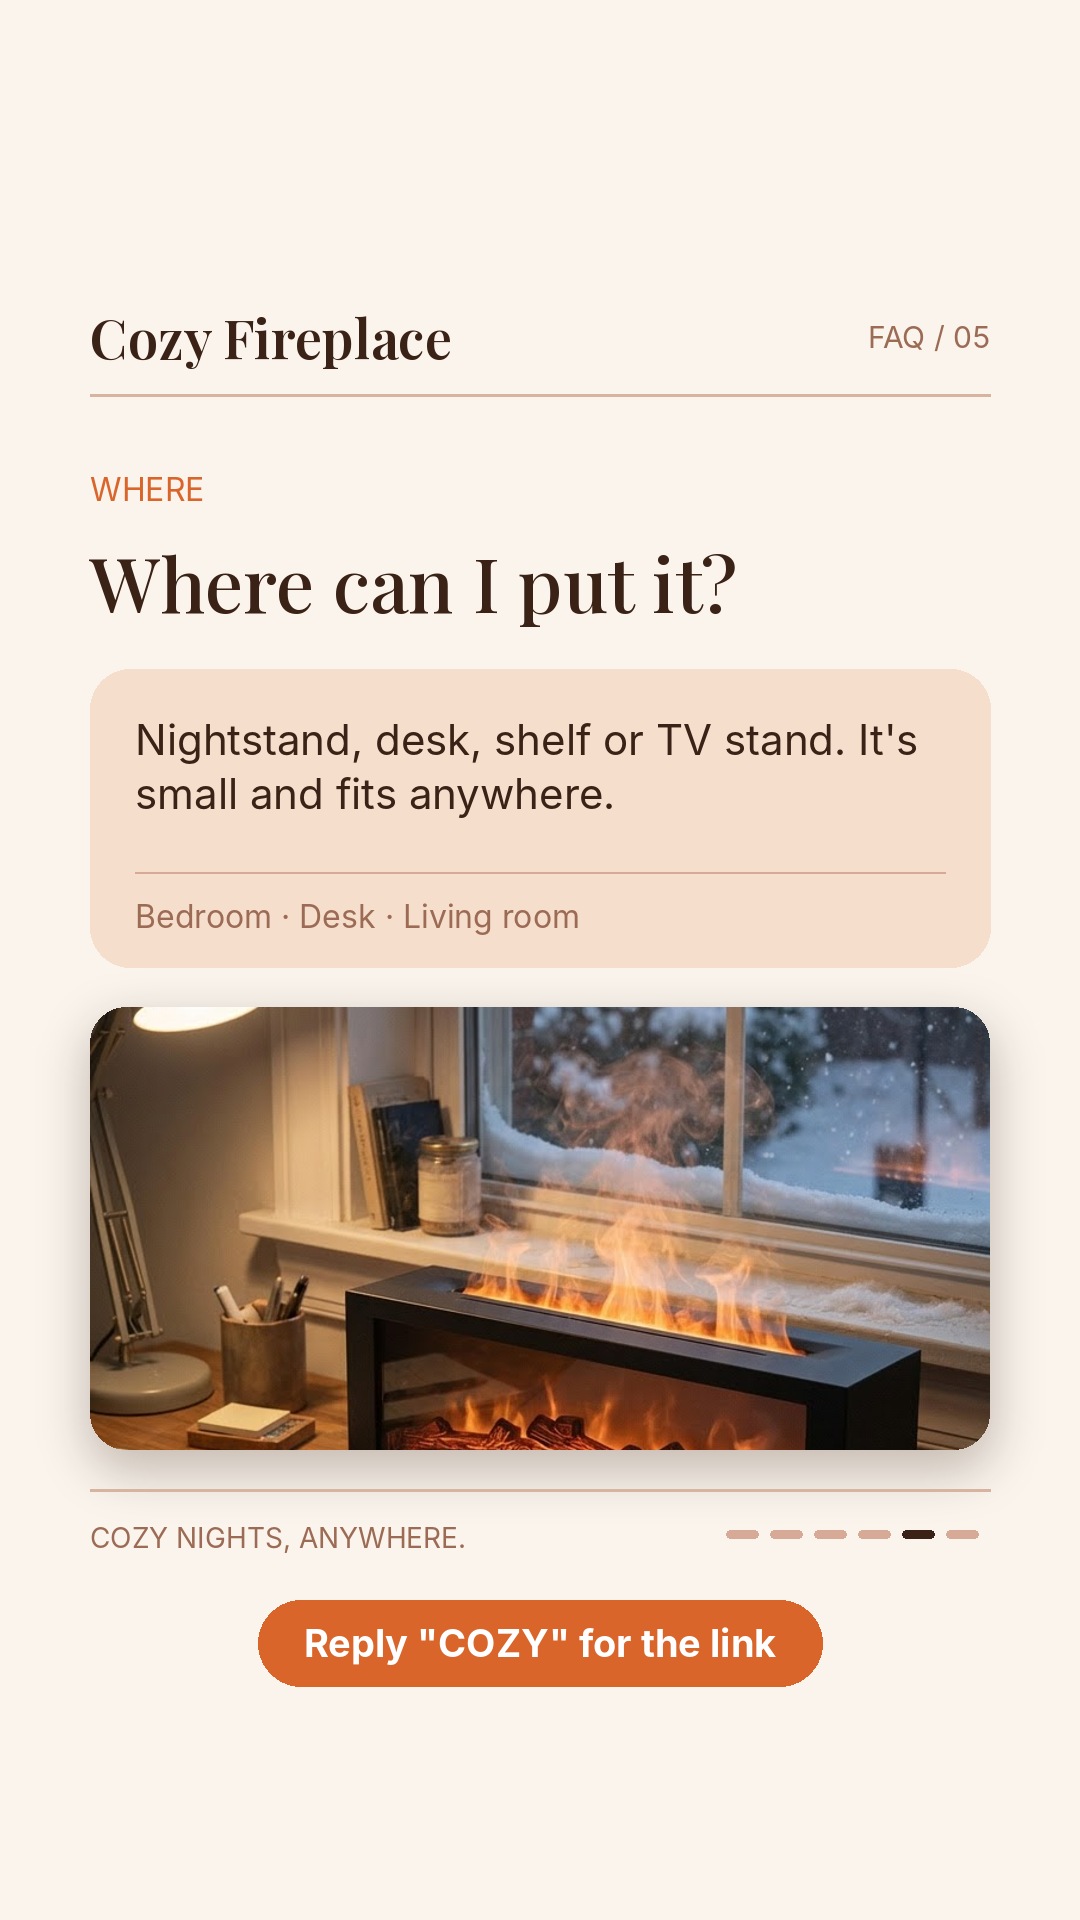 Cozy Fireplace
FAQ / 05
WHERE
Where can I put it?
Nightstand, desk, shelf or TV stand. It's
small and fits anywhere.
Bedroom · Desk · Living room
COZY NIGHTS, ANYWHERE.
Reply "COZY" for the link